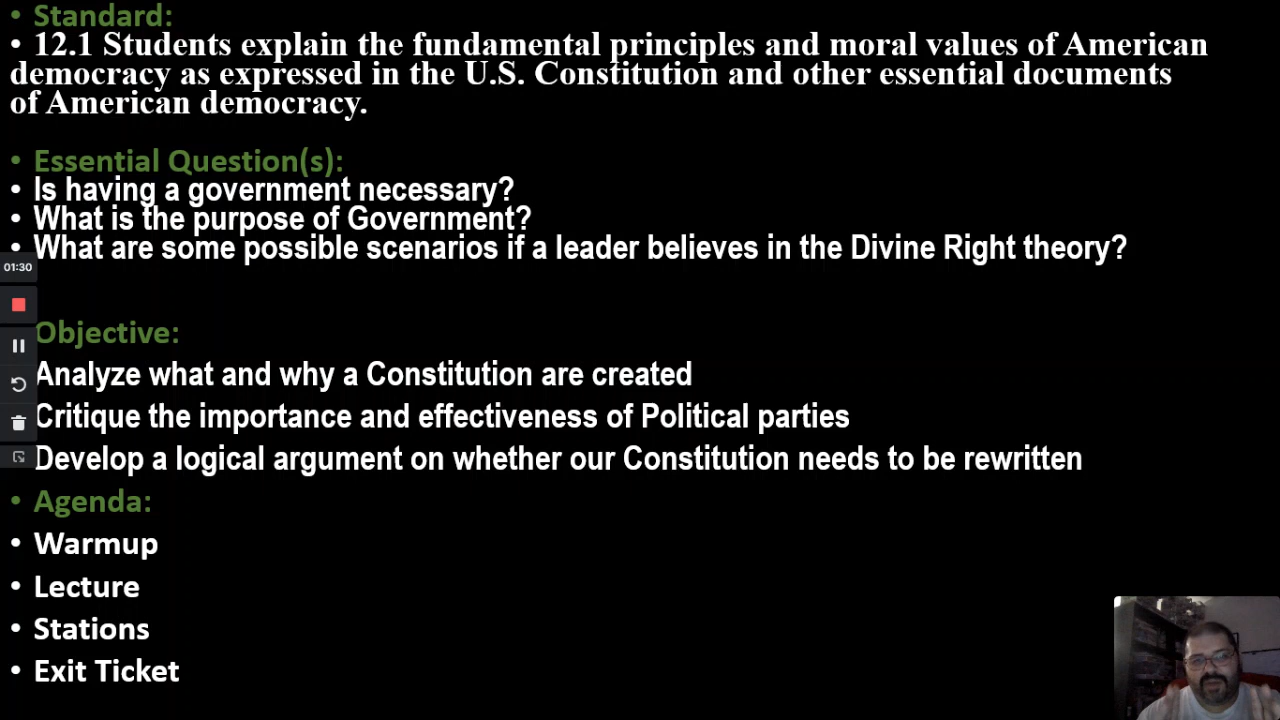 • Standard:
• 12.1 Students explain the fundamental principles and moral values of American
democracy as expressed in the U.S. Constitution and other essential documents
of American democracy.
• Essential Question(s):
• Is having a government necessary?
• What is the purpose of Government?
• What are some possible scenarios if a leader believes in the Divine Right theory?
01:30
Objective:
Analyze what and why a Constitution are created
Critique the importance and effectiveness of Political parties
Develop a logical argument on whether our Constitution needs to be rewritten
• Agenda:
• Warmup
• Lecture
• Stations
• Exit Ticket